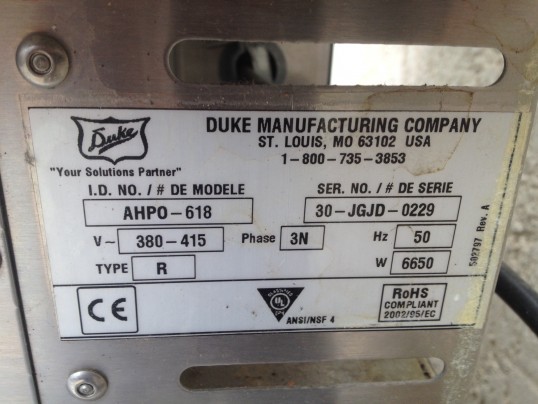 Duke
DUKE MANUFACTURING COMPANY
ST. LOUIS, MO 63102 USA
1-800-735-3853
"Your Solutions Partner"
I.D. NO. / # DE MODELE
SER. NO. / # DE SERIE
AHPO-618
30-JGJD-0229
V~ 380-415 Phase 3N Hz 50
TYPE R W 6650
502797 Rev. A
CE
UL
ANSI/NSF 4
RoHS
COMPLIANT
2002/95/EC